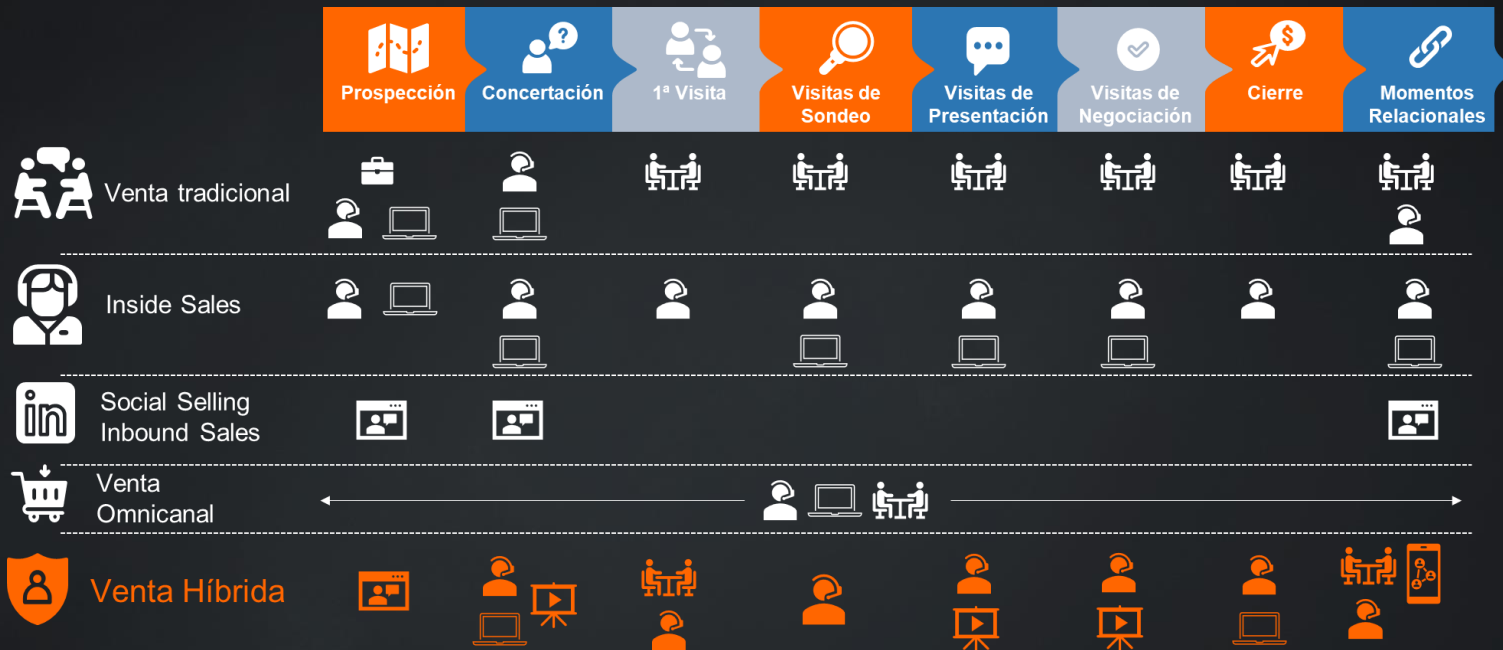 Prospección
Concertación
1ª Visita
Visitas de
Sondeo
Visitas de
Presentación
Visitas de
Negociación
Cierre
Momentos
Relacionales
Venta tradicional
Inside Sales
in
Social Selling
Inbound Sales
Venta
Omnicanal
Venta Híbrida